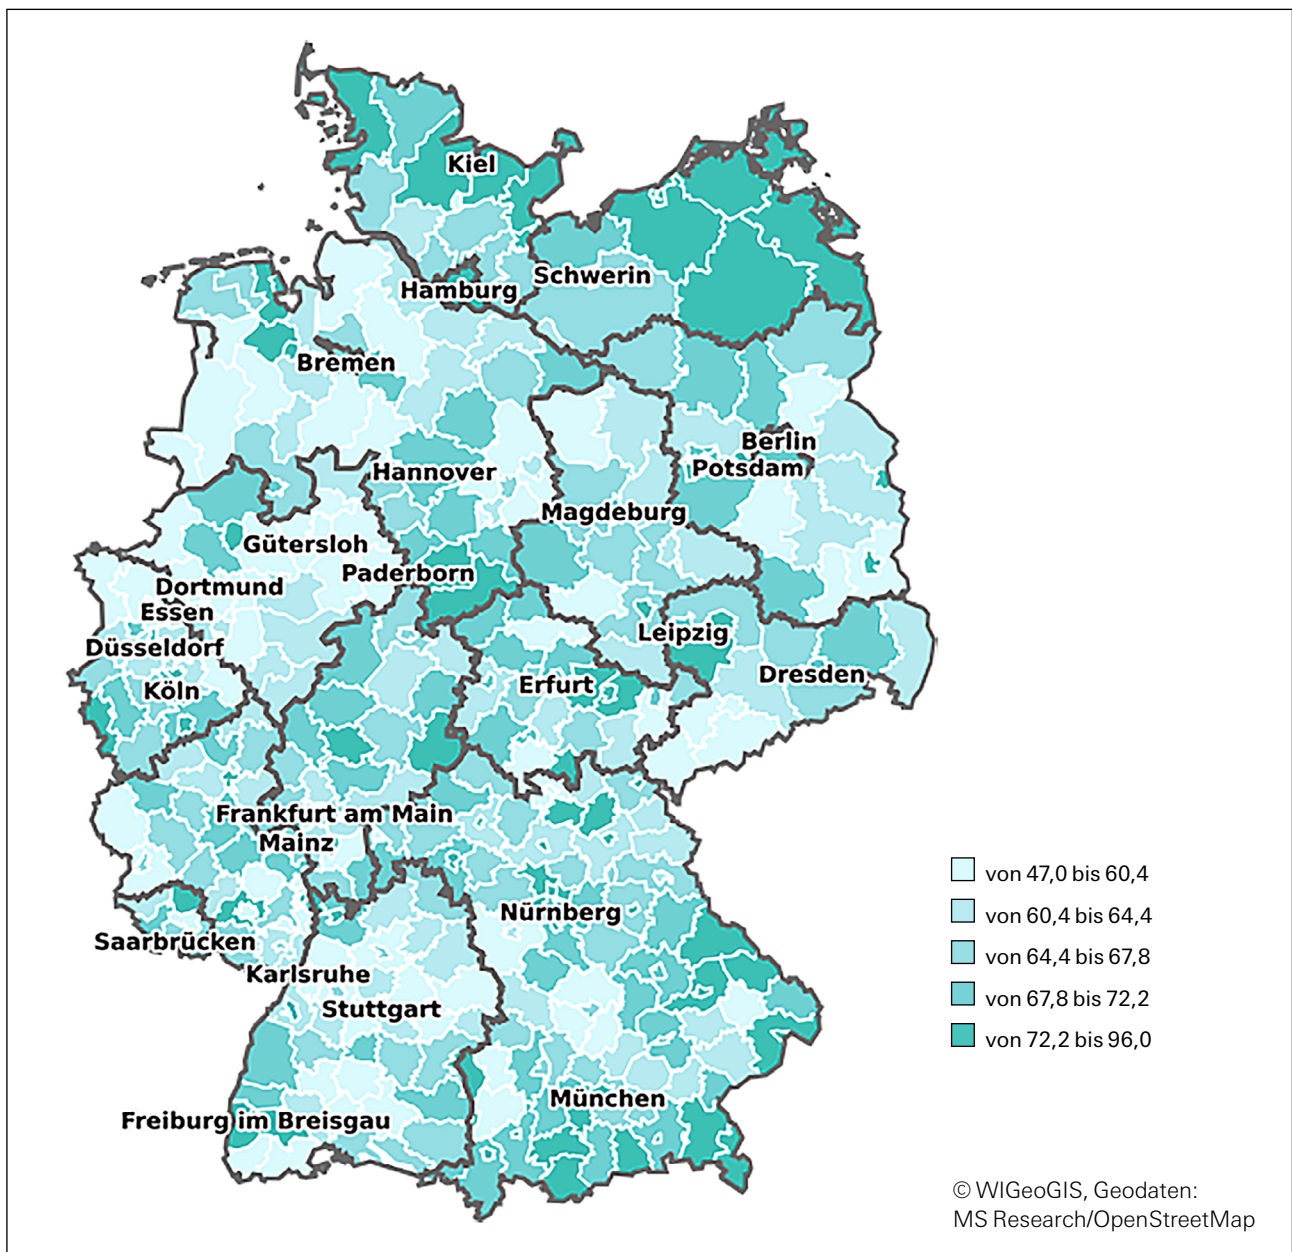 Kiel
Schwerin
Hamburg
Bremen
Berlin
Potsdam
Hannover
Magdeburg
Gütersloh
Paderborn
Dortmund
Essen
Leipzig
Düsseldorf
Dresden
Erfurt
Köln
Frankfurt am Main
Mainz
von 47,0 bis 60,4
von 60,4 bis 64,4
von 64,4 bis 67,8
von 67,8 bis 72,2
von 72,2 bis 96,0
Nürnberg
Saarbrücken
Karlsruhe
Stuttgart
München
Freiburg im Breisgau
© WIGeoGIS, Geodaten:
MS Research/OpenStreetMap